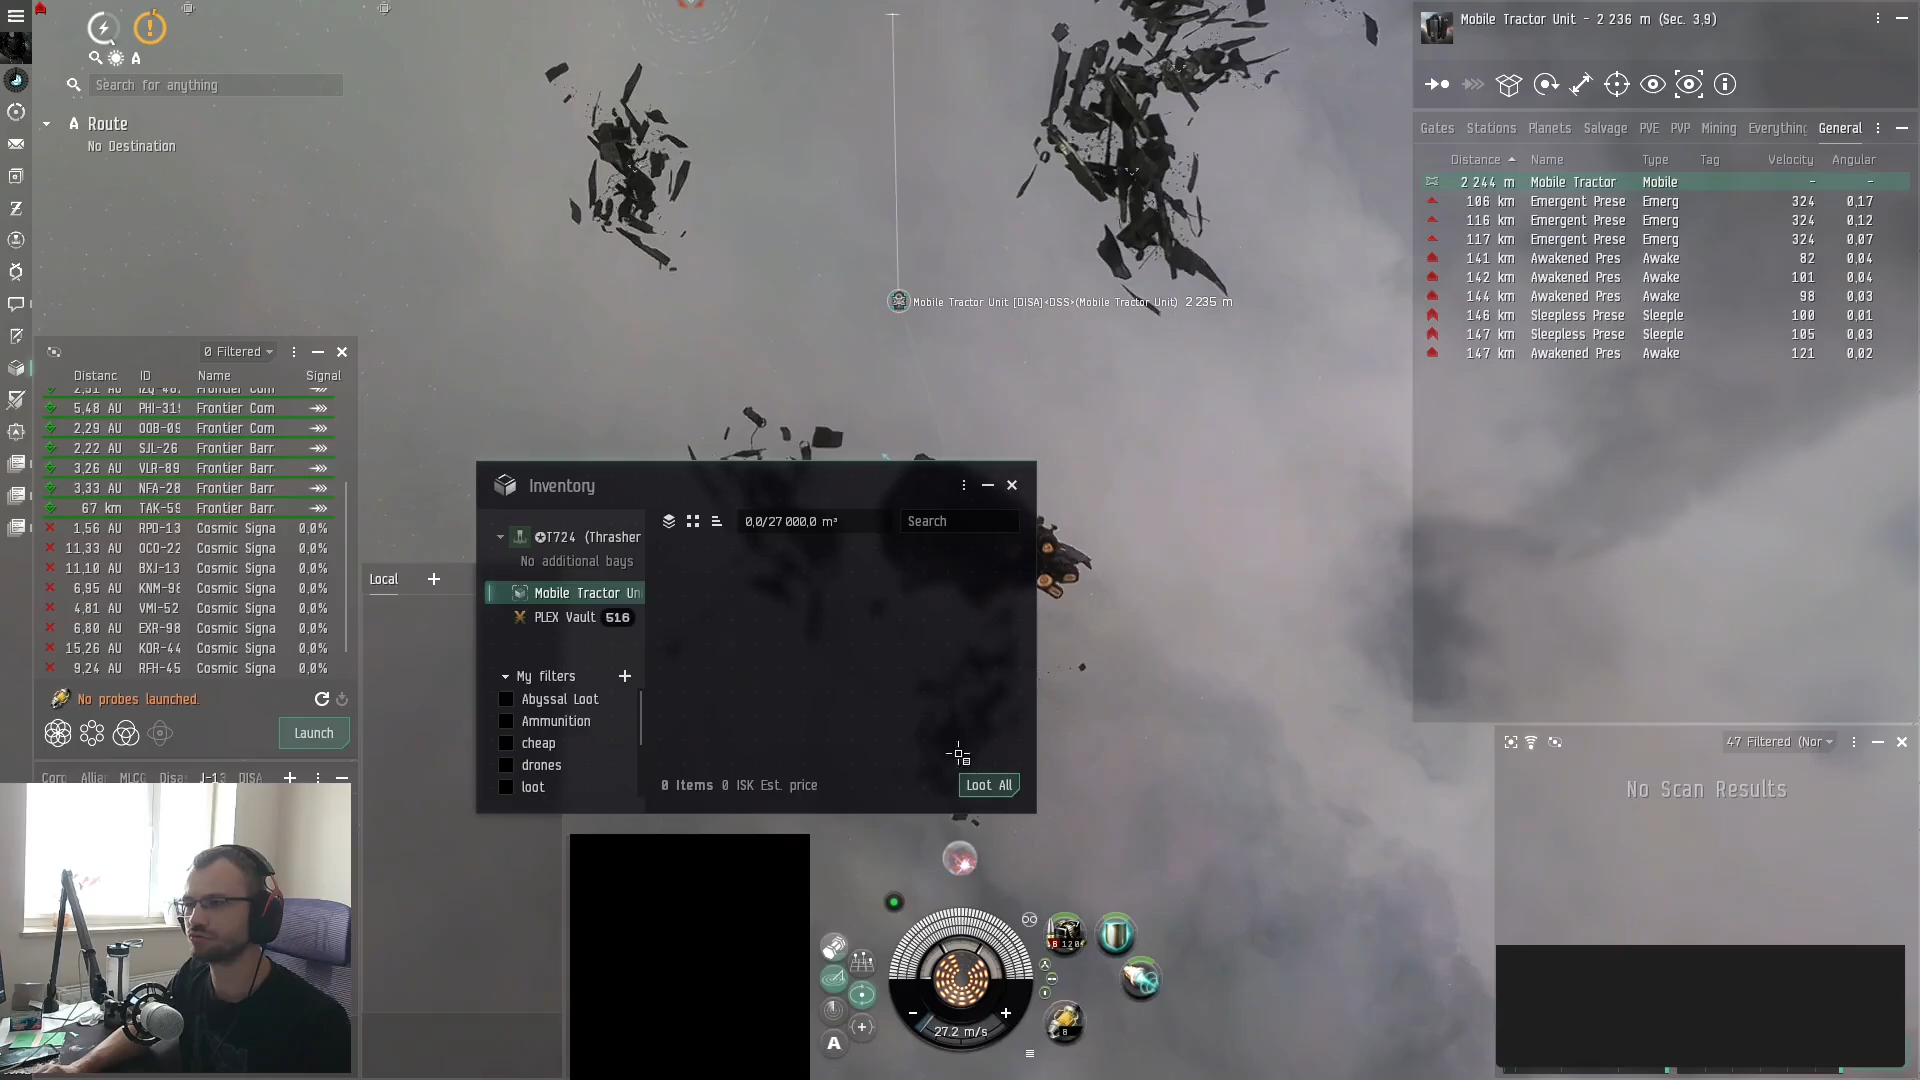 Search for anything
A Route
No Destination
0 Filtered
Distanc ID Name Signal
5,48 AU PHI-31 Frontier Com
2,29 AU OOB-09 Frontier Com
2,22 AU SJL-26 Frontier Barr
3,26 AU VLR-89 Frontier Barr
3,33 AU NFA-28 Frontier Barr
67 km TAK-59 Frontier Barr
1,56 AU RPD-13 Cosmic Signa 0,0%
11,33 AU OCO-22 Cosmic Signa 0,0%
11,10 AU BXJ-13 Cosmic Signa 0,0%
6,95 AU KNM-98 Cosmic Signa 0,0%
4,81 AU VMI-52 Cosmic Signa 0,0%
6,80 AU EXR-98 Cosmic Signa 0,0%
15,26 AU KOR-44 Cosmic Signa 0,0%
9,24 AU RFH-45 Cosmic Signa 0,0%
No probes launched.
Launch
Corp Allia MLCG Disa J-13 DISA
Local
Mobile Tractor Unit [DISA]<DSS>(Mobile Tractor Unit) 2 235 m
Inventory
T724 (Thrasher
No additional bays
Mobile Tractor Un
PLEX Vault 516
My filters
Abyssal Loot
Ammunition
cheap
drones
loot
0,0/27 000,0 m³
Search
0 Items 0 ISK Est. price
Loot All
27.2 m/s
A
Mobile Tractor Unit - 2 236 m (Sec. 3,9)
Gates Stations Planets Salvage PVE PVP Mining Everything General
Distance Name Type Tag Velocity Angular
2 244 m Mobile Tractor Mobile - -
106 km Emergent Prese Emerg 324 0,17
116 km Emergent Prese Emerg 324 0,12
117 km Emergent Prese Emerg 324 0,07
141 km Awakened Pres Awake 82 0,04
142 km Awakened Pres Awake 101 0,04
144 km Awakened Pres Awake 98 0,03
146 km Sleepless Prese Sleeple 100 0,01
147 km Sleepless Prese Sleeple 105 0,03
147 km Awakened Pres Awake 121 0,02
47 Filtered (Nor
No Scan Results